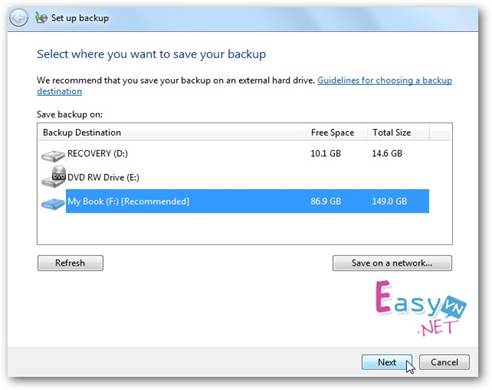 Set up backup
Select where you want to save your backup
We recommend that you save your backup on an external hard drive. Guidelines for choosing a backup
destination
Save backup on:
Backup Destination Free Space Total Size
RECOVERY (D:) 10.1 GB 14.6 GB
DVD RW Drive (E:)
My Book (F:) [Recommended] 86.9 GB 149.0 GB
Refresh Save on a network...
Easy VN
.NET
Next Cancel